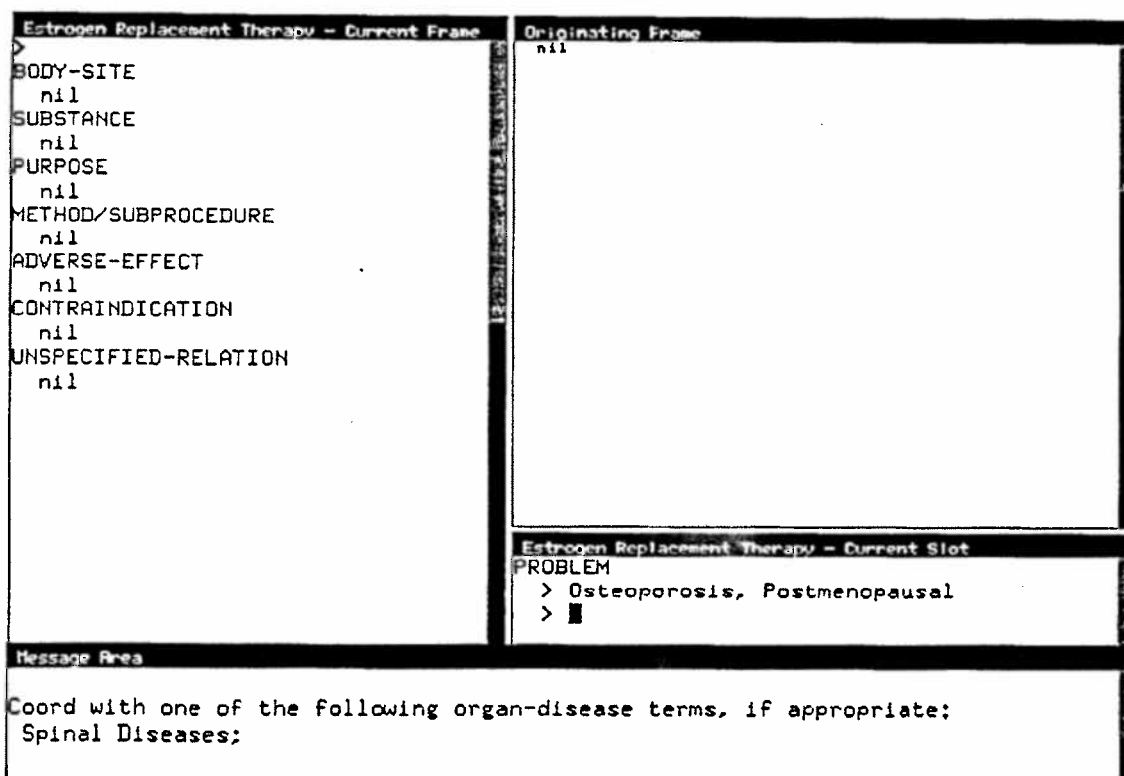 Estrogen Replacement Therapy - Current Frame
>
BODY-SITE
nil
SUBSTANCE
nil
PURPOSE
nil
METHOD/SUBPROCEDURE
nil
ADVERSE-EFFECT
nil
CONTRAINDICATION
nil
UNSPECIFIED-RELATION
nil
Originating Frame
nil
Estrogen Replacement Therapy - Current Slot
PROBLEM
> Osteoporosis, Postmenopausal
>
Message Area
Coord with one of the following organ-disease terms, if appropriate:
Spinal Diseases;